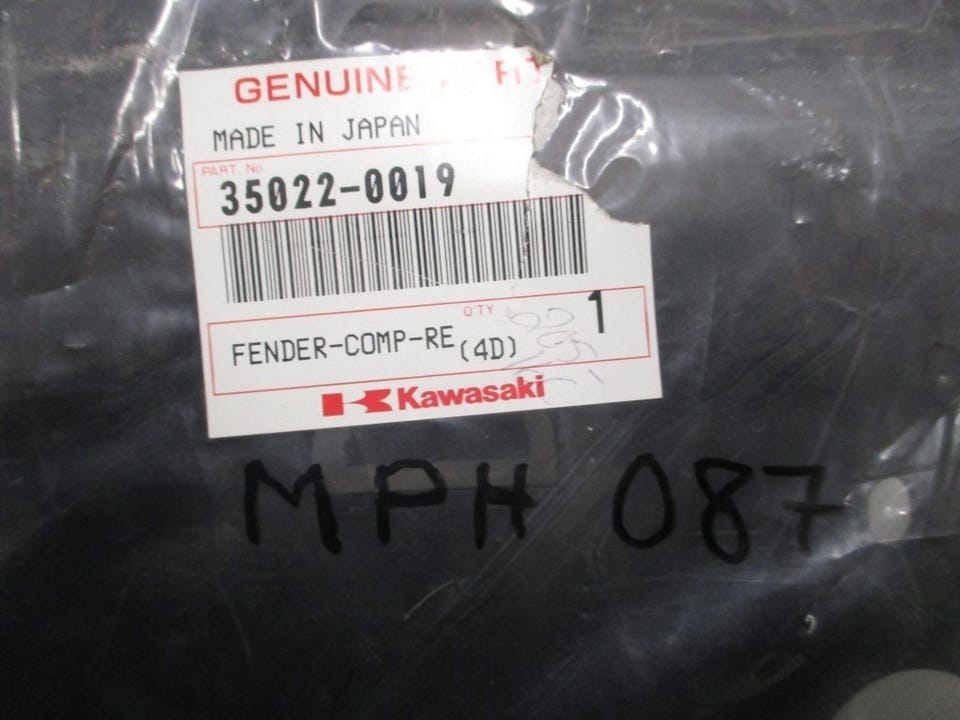 GENUINE
MADE IN JAPAN
PART. No.
35022-0019
Q'TY 1
FENDER-COMP-RE (4D)
Kawasaki
MPH 087